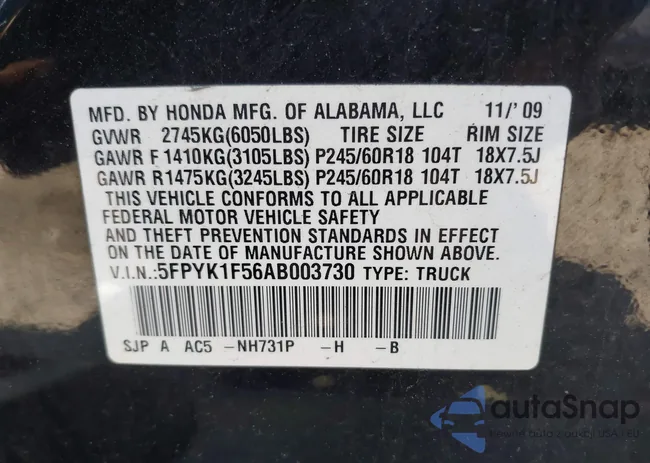 MFD. BY HONDA MFG. OF ALABAMA, LLC 11/'09
GVWR 2745KG(6050LBS) TIRE SIZE RIM SIZE
GAWR F 1410KG(3105LBS) P245/60R18 104T 18X7.5J
GAWR R1475KG(3245LBS) P245/60R18 104T 18X7.5J
THIS VEHICLE CONFORMS TO ALL APPLICABLE
FEDERAL MOTOR VEHICLE SAFETY
AND THEFT PREVENTION STANDARDS IN EFFECT
ON DATE OF MANUFACTURE SHOWN ABOVE.
V.I.N.:5FPYK1F56AB003730 TYPE: TRUCK
SJP A AC5 -NH731P -H -B
autoSnap